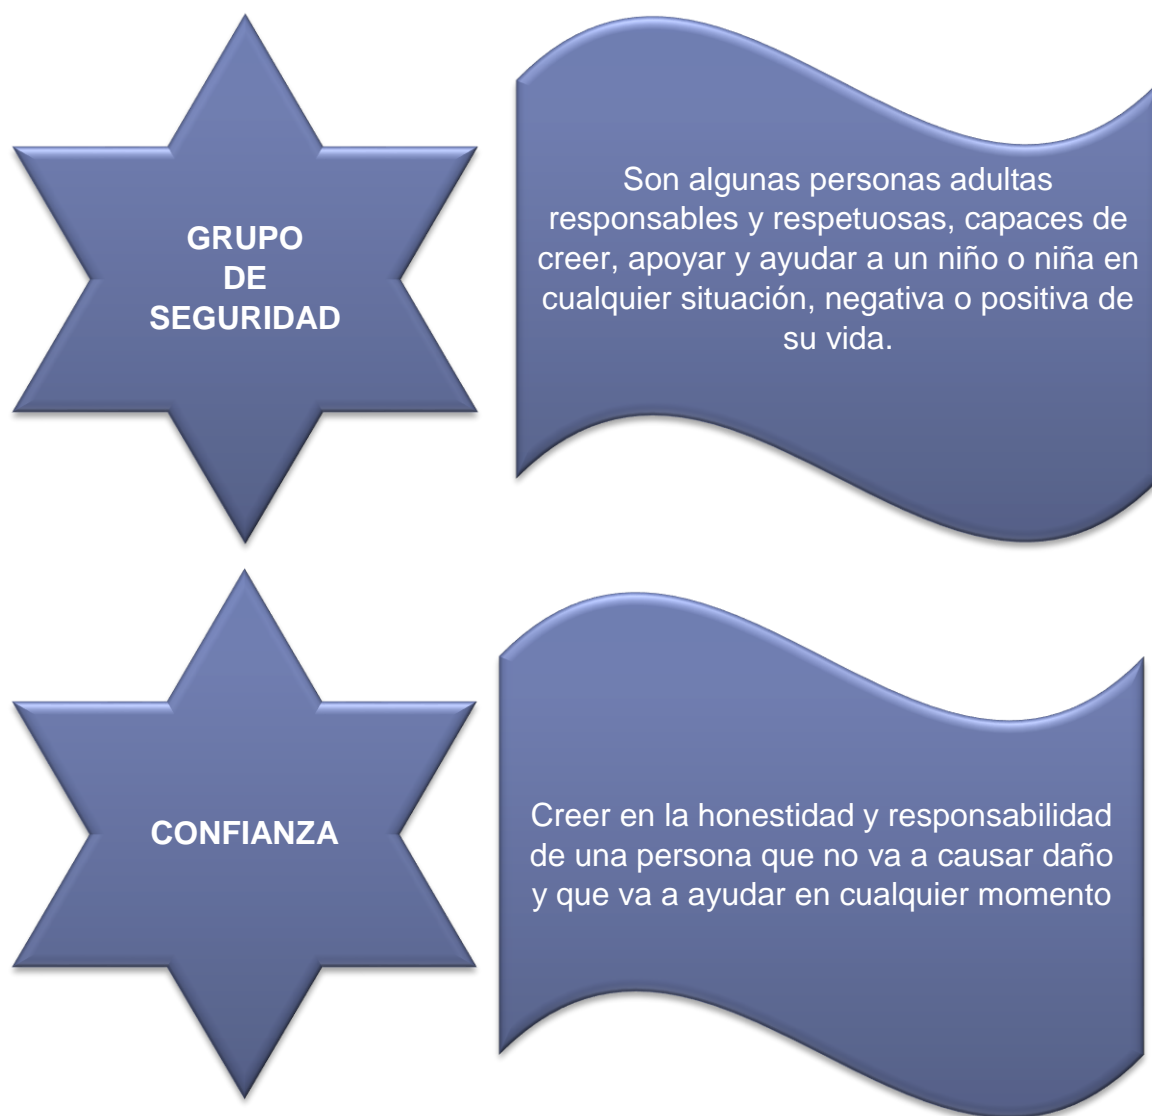 GRUPO
DE
SEGURIDAD
Son algunas personas adultas
responsables y respetuosas, capaces de
creer, apoyar y ayudar a un niño o niña en
cualquier situación, negativa o positiva de
su vida.
CONFIANZA
Creer en la honestidad y responsabilidad
de una persona que no va a causar daño
y que va a ayudar en cualquier momento